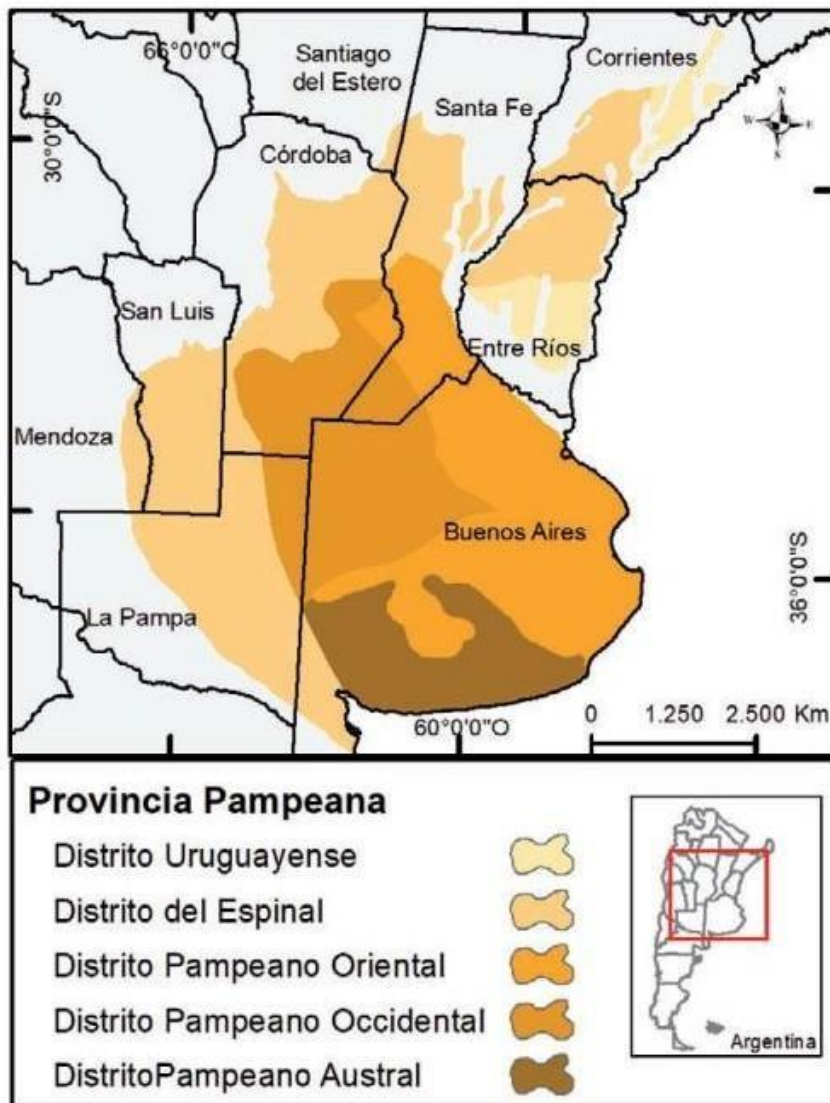 66°0'0"O
Santiago
del Estero
Corrientes
Santa Fe
N
W
E
S
30°0'0"S
Córdoba
San Luis
Entre Ríos
Mendoza
Buenos Aires
36°0'0"S
La Pampa
60°0'0"O
0 1.250 2.500 Km
Provincia Pampeana
Distrito Uruguayense
Distrito del Espinal
Distrito Pampeano Oriental
Distrito Pampeano Occidental
DistritoPampeano Austral
Argentina